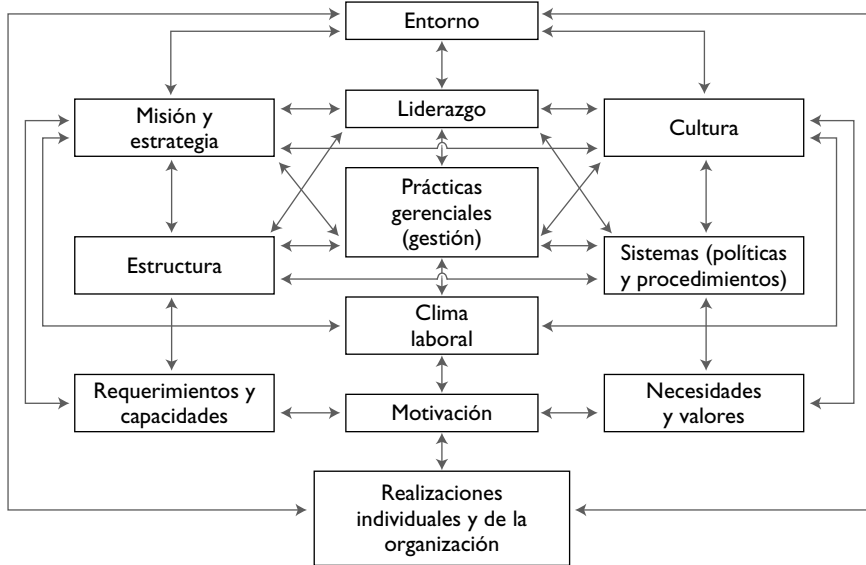 Entorno
Misión y
estrategia
Liderazgo
Cultura
Prácticas
gerenciales
(gestión)
Estructura
Sistemas (políticas
y procedimientos)
Clima
laboral
Requerimientos y
capacidades
Motivación
Necesidades
y valores
Realizaciones
individuales y de la
organización